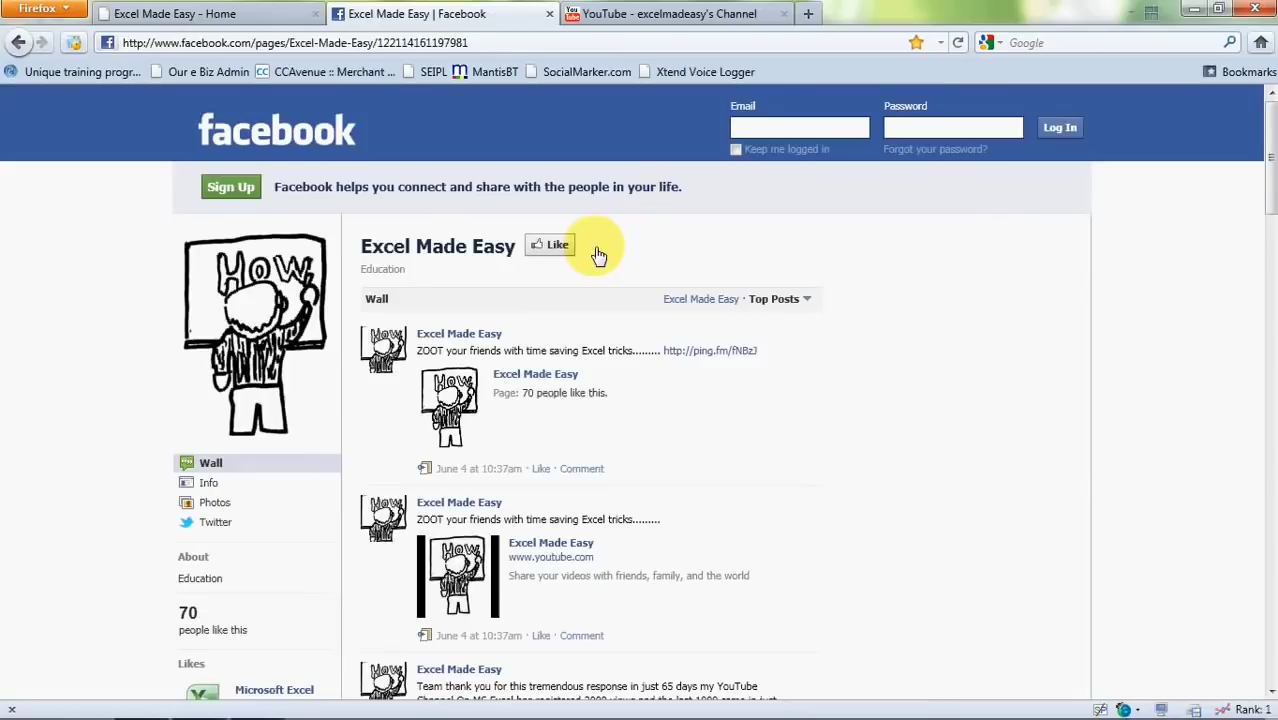 Firefox
Excel Made Easy - Home
Excel Made Easy | Facebook
YouTube - excelmadeasy's Channel
http://www.facebook.com/pages/Excel-Made-Easy/122114161197981
Google
Unique training progr...
Our e Biz Admin
CCAvenue :: Merchant ...
SEIPL
MantisBT
SocialMarker.com
Xtend Voice Logger
Bookmarks
facebook
Email
Password
Log In
Keep me logged in
Forgot your password?
Sign Up
Facebook helps you connect and share with the people in your life.
HOW
Excel Made Easy
Like
Education
Wall
Excel Made Easy · Top Posts
Excel Made Easy
ZOOT your friends with time saving Excel tricks......... http://ping.fm/fNBzJ
Excel Made Easy
Page: 70 people like this.
June 4 at 10:37am · Like · Comment
Wall
Info
Photos
Twitter
About
Education
70
people like this
Likes
Microsoft Excel
Excel Made Easy
ZOOT your friends with time saving Excel tricks.........
Excel Made Easy
www.youtube.com
Share your videos with friends, family, and the world
June 4 at 10:37am · Like · Comment
Excel Made Easy
Team thank you for this tremendous response in just 65 days my YouTube
Rank: 1